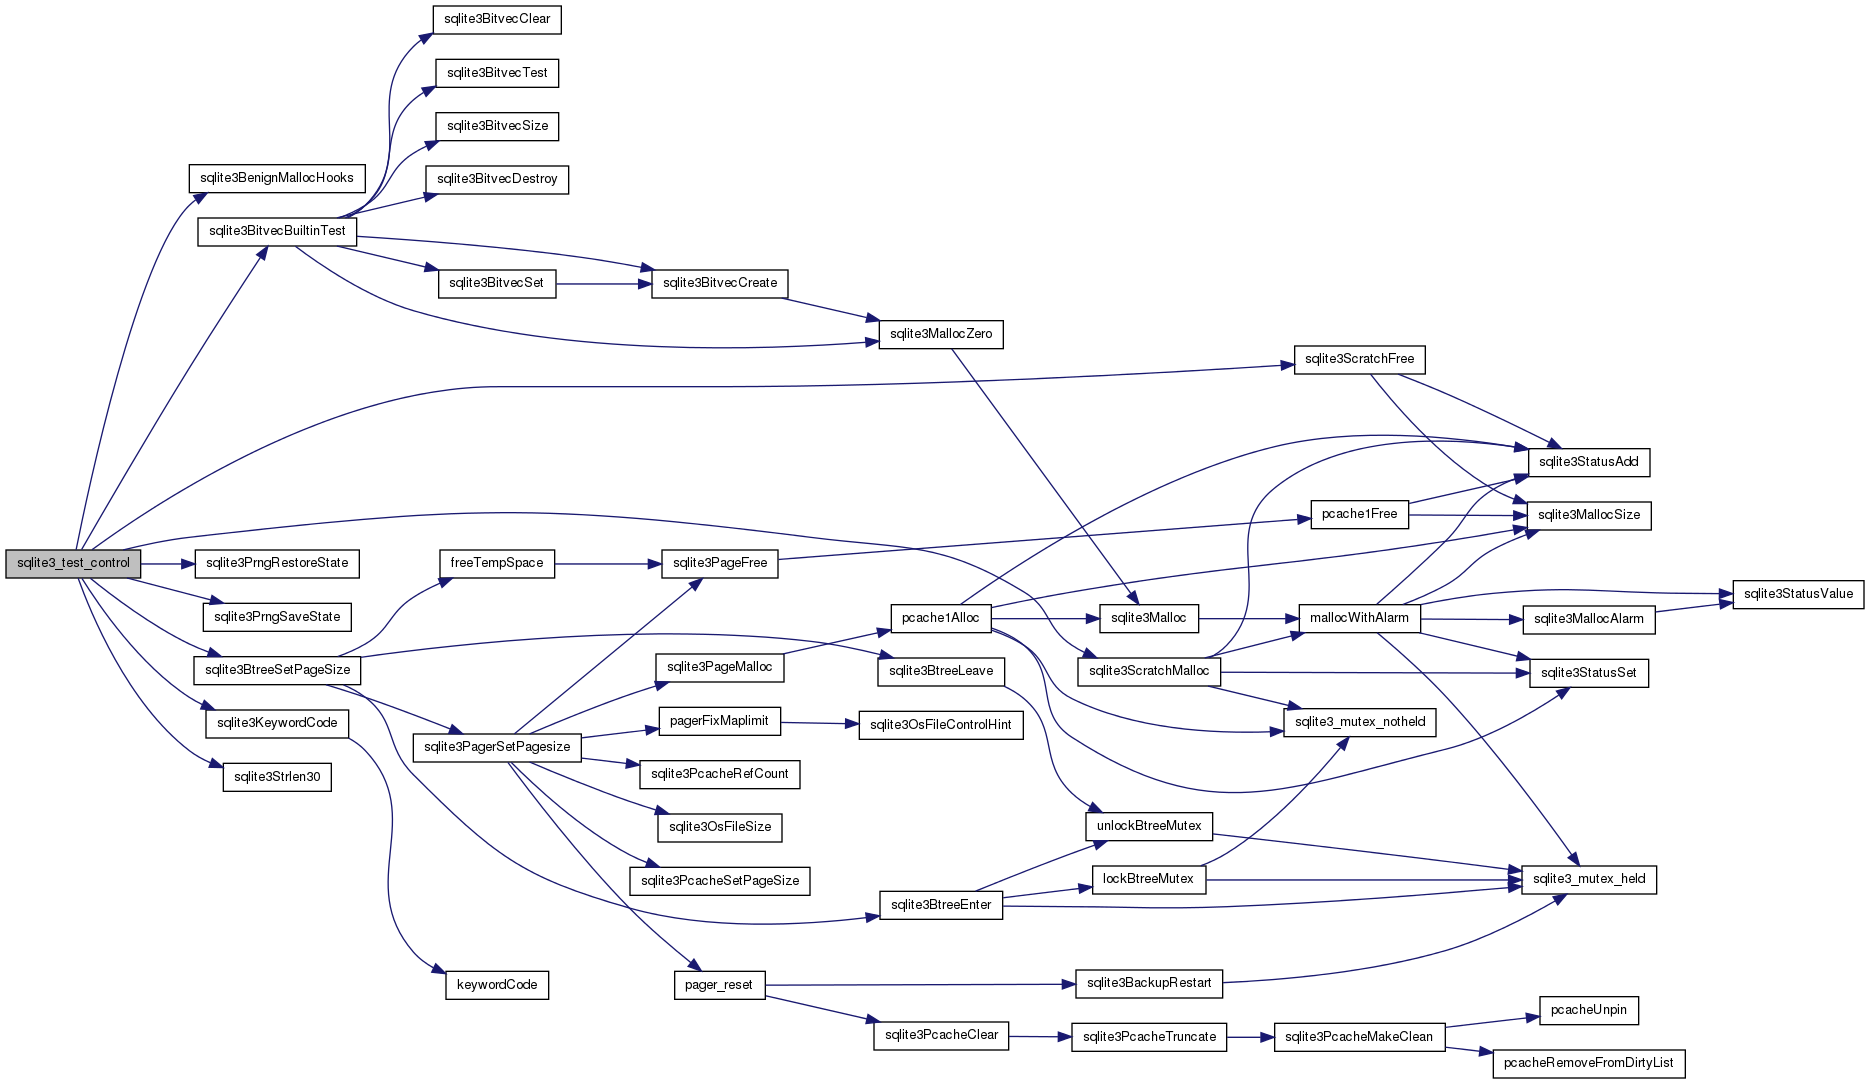 sqlite3BitvecClear
sqlite3BitvecTest
sqlite3BitvecSize
sqlite3BenignMallocHooks
sqlite3BitvecDestroy
sqlite3BitvecBuiltinTest
sqlite3BitvecSet
sqlite3BitvecCreate
sqlite3MallocZero
sqlite3ScratchFree
sqlite3StatusAdd
pcache1Free
sqlite3MallocSize
sqlite3_test_control
sqlite3PrngRestoreState
freeTempSpace
sqlite3PageFree
sqlite3StatusValue
sqlite3PrngSaveState
pcache1Alloc
sqlite3Malloc
mallocWithAlarm
sqlite3MallocAlarm
sqlite3BtreeSetPageSize
sqlite3PageMalloc
sqlite3BtreeLeave
sqlite3ScratchMalloc
sqlite3StatusSet
sqlite3KeywordCode
pagerFixMaplimit
sqlite3OsFileControlHint
sqlite3_mutex_notheld
sqlite3PagerSetPagesize
sqlite3Strlen30
sqlite3PcacheRefCount
sqlite3OsFileSize
unlockBtreeMutex
sqlite3PcacheSetPageSize
lockBtreeMutex
sqlite3_mutex_held
sqlite3BtreeEnter
keywordCode
pager_reset
sqlite3BackupRestart
pcacheUnpin
sqlite3PcacheClear
sqlite3PcacheTruncate
sqlite3PcacheMakeClean
pcacheRemoveFromDirtyList